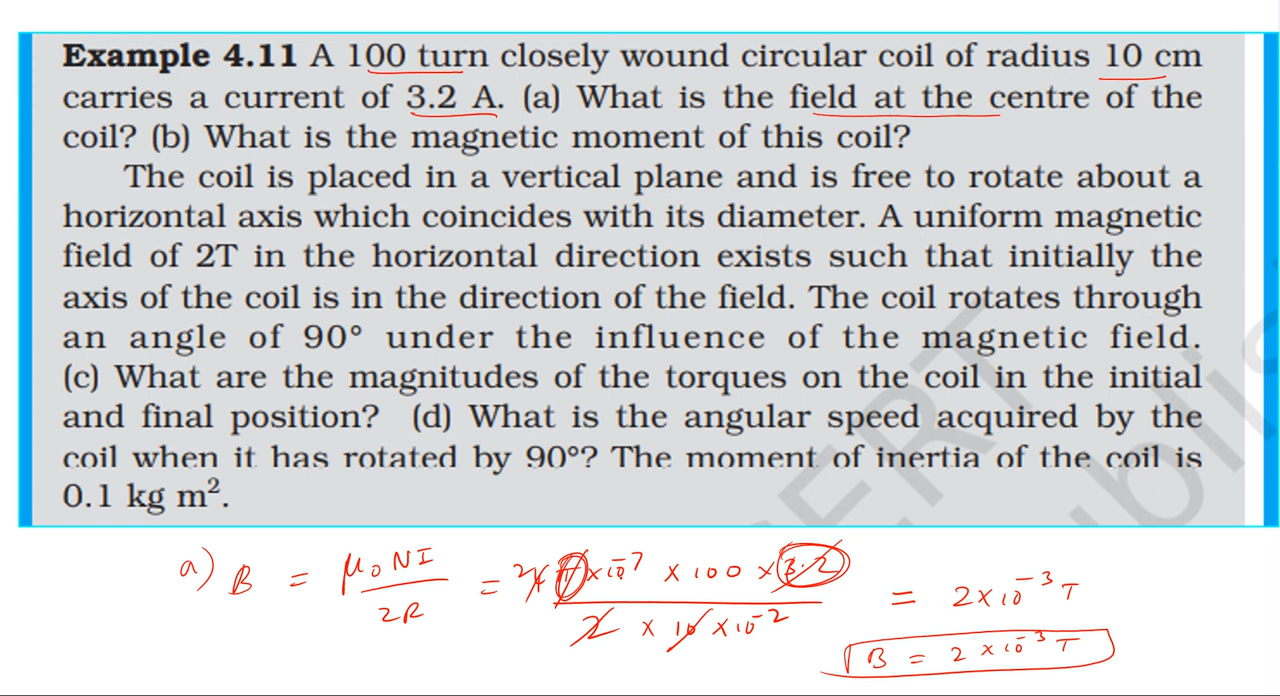 Example 4.11 A 100 turn closely wound circular coil of radius 10 cm
carries a current of 3.2 A. (a) What is the field at the centre of the
coil? (b) What is the magnetic moment of this coil?
The coil is placed in a vertical plane and is free to rotate about a
horizontal axis which coincides with its diameter. A uniform magnetic
field of 2T in the horizontal direction exists such that initially the
axis of the coil is in the direction of the field. The coil rotates through
an angle of 90° under the influence of the magnetic field.
(c) What are the magnitudes of the torques on the coil in the initial
and final position? (d) What is the angular speed acquired by the
coil when it has rotated by 90°? The moment of inertia of the coil is
0.1 kg m².
a) B = μ₀NI / 2R = 2 4 π × 10⁻⁷ × 100 × 3.2 / 2 × 10 × 10⁻² = 2 × 10⁻³ T
B = 2 × 10⁻³ T